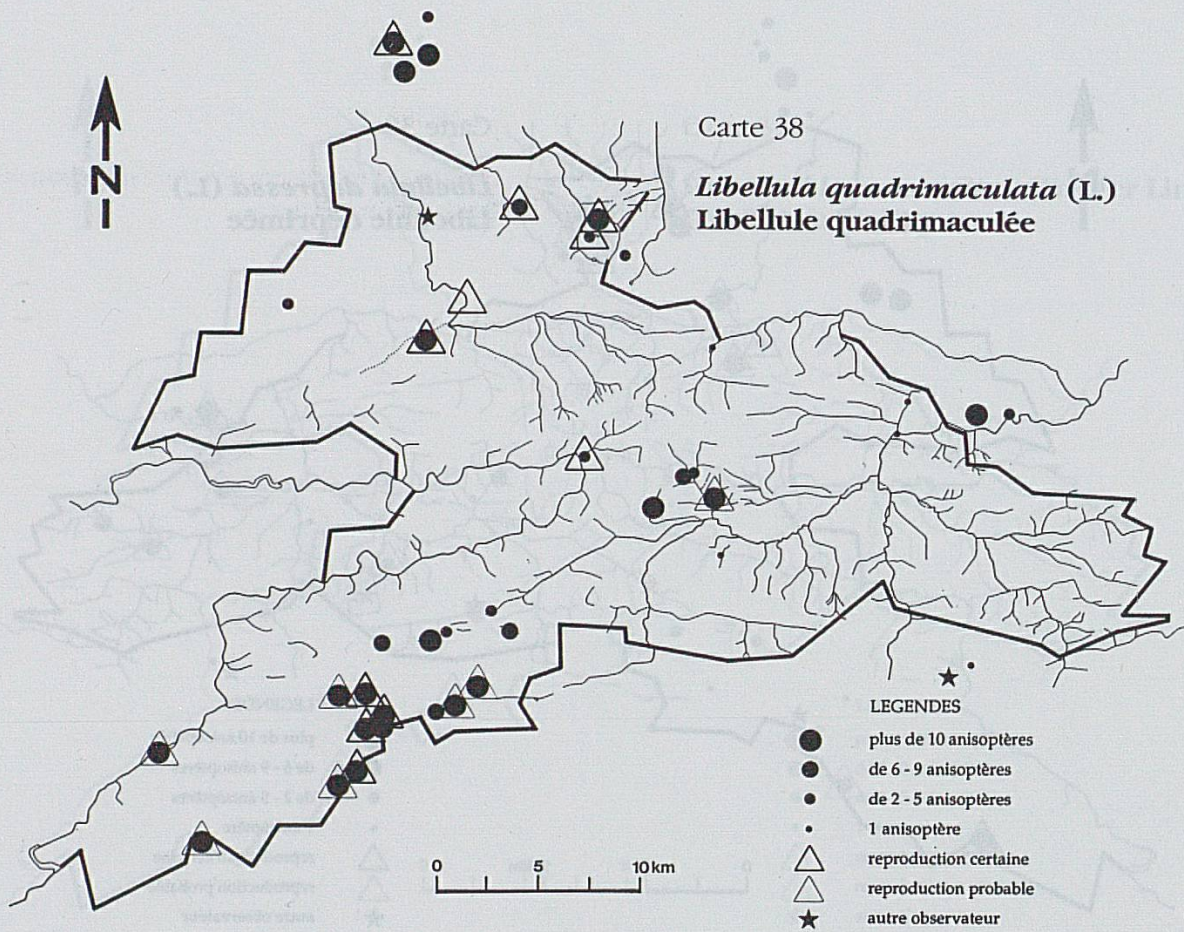 Carte 38
N
Libellula quadrimaculata (L.)
Libellule quadrimaculée
LEGENDES
plus de 10 anisoptères
de 6 - 9 anisoptères
de 2 - 5 anisoptères
1 anisoptère
reproduction certaine
reproduction probable
autre observateur
0 5 10 km